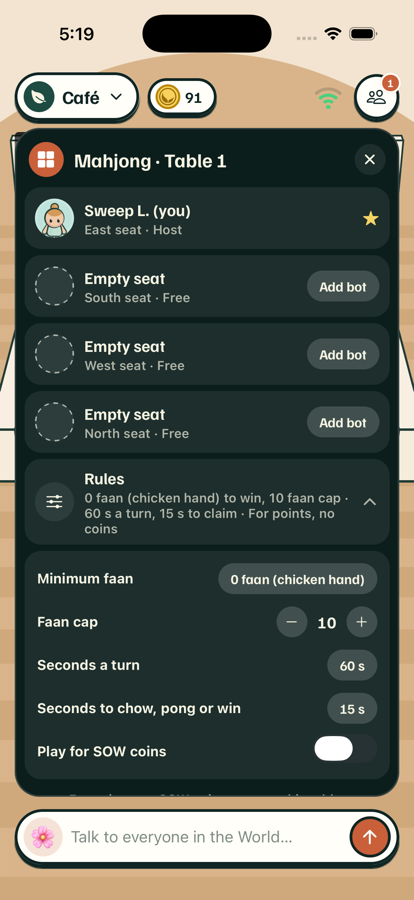 5:19
Café
91
1
Mahjong · Table 1
Sweep L. (you)
East seat · Host
Empty seat
South seat · Free
Add bot
Empty seat
West seat · Free
Add bot
Empty seat
North seat · Free
Add bot
Rules
0 faan (chicken hand) to win, 10 faan cap ·
60 s a turn, 15 s to claim · For points, no
coins
Minimum faan
0 faan (chicken hand)
Faan cap
10
Seconds a turn
60 s
Seconds to chow, pong or win
15 s
Play for SOW coins
Talk to everyone in the World...